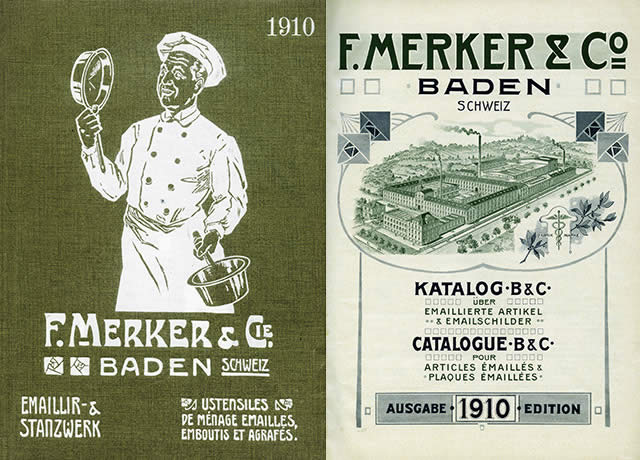 1910
F. MERKER & CIE.
BADEN SCHWEIZ
EMAILLIR- &
STANZWERK
USTENSILES
DE MÉNAGE EMAILLES,
EMBOUTIS ET AGRAFÉS.
F. MERKER & Co
BADEN
SCHWEIZ
KATALOG · B & C ·
ÜBER
EMAILLIERTE ARTIKEL
& EMAILSCHILDER
CATALOGUE · B & C ·
POUR
ARTICLES ÉMAILLÉS &
PLAQUES ÉMAILLÉES
AUSGABE · 1910 · EDITION